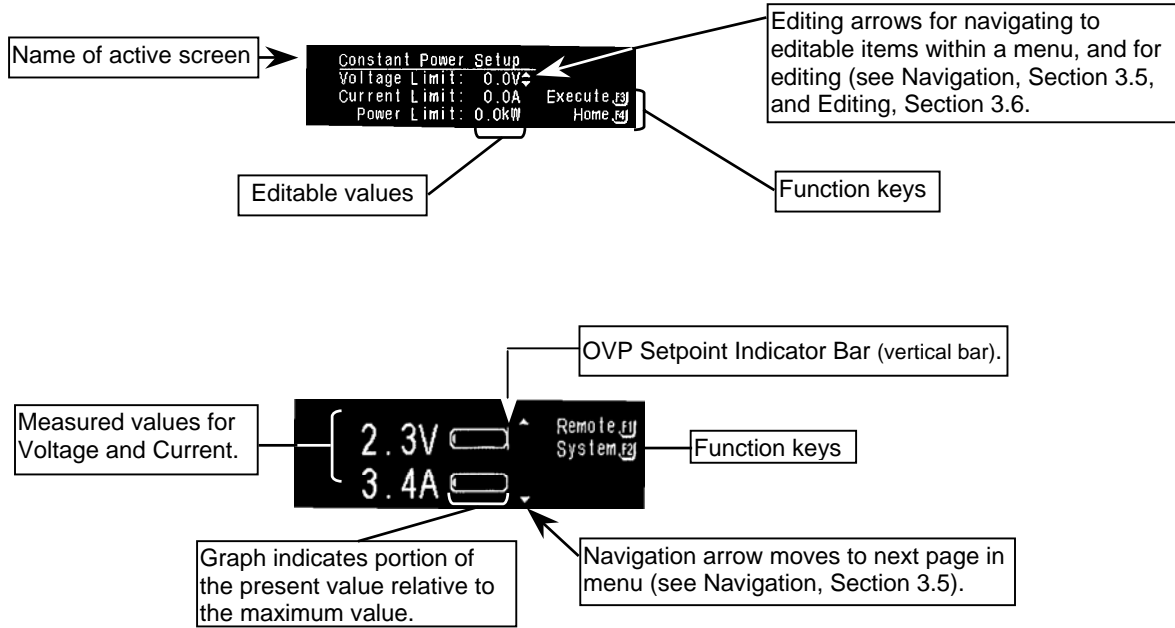 Editing arrows for navigating to
editable items within a menu, and for
editing (see Navigation, Section 3.5,
and Editing, Section 3.6.
Name of active screen
Constant Power Setup
Voltage Limit: 0.0V
Current Limit: 0.0A Execute F3
Power Limit: 0.0kW Home F4
Editable values
Function keys
OVP Setpoint Indicator Bar (vertical bar).
Measured values for
Voltage and Current.
2.3V Remote F1
System F2
3.4A
Function keys
Graph indicates portion of
the present value relative to
the maximum value.
Navigation arrow moves to next page in
menu (see Navigation, Section 3.5).